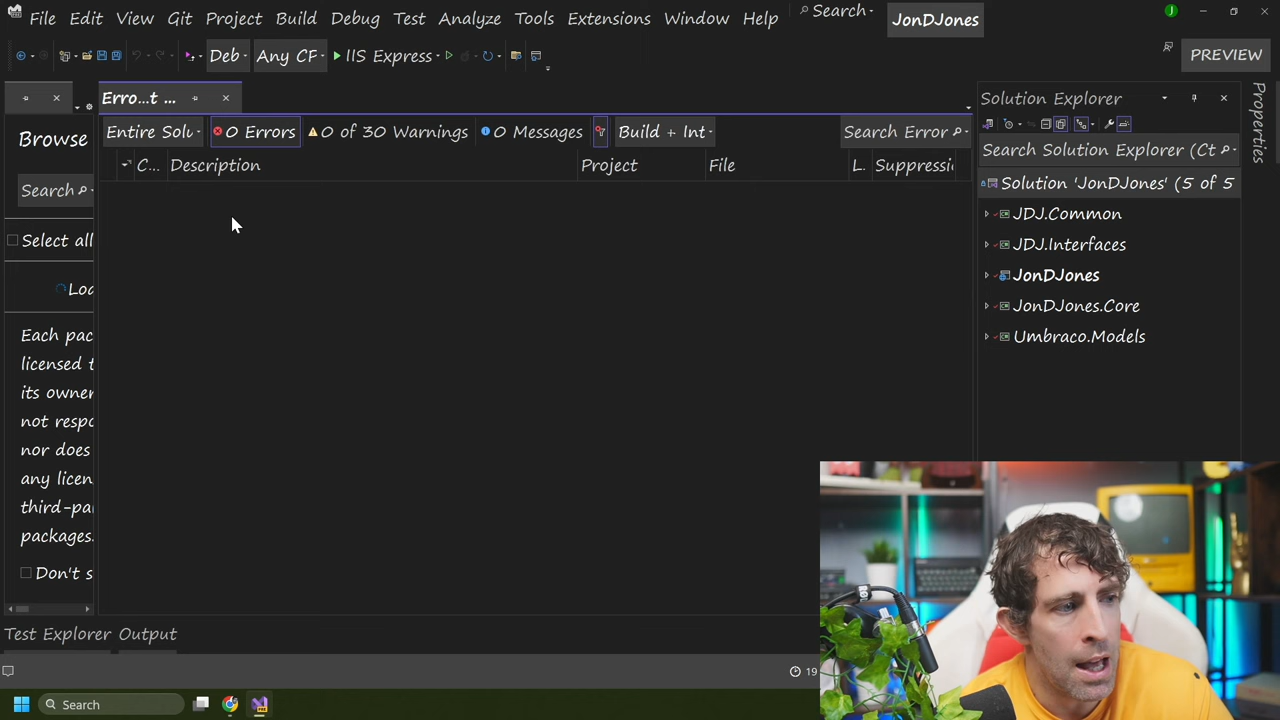 File Edit View Git Project Build Debug Test Analyze Tools Extensions Window Help Search JonDJones J
Deb Any CF IIS Express PREVIEW
Erro...t ...
Solution Explorer
Properties
Browse
Entire Solu 0 Errors 0 of 30 Warnings 0 Messages Build + Int Search Error
Search Solution Explorer (Ct
C... Description Project File L. Suppressi
Search
Solution 'JonDJones' (5 of 5
JDJ.Common
Select all
JDJ.Interfaces
JonDJones
Loa
JonDJones.Core
Each pac
Umbraco.Models
licensed t
its owner
not respo
nor does
any licen
third-pa
packages.
Don't s
Test Explorer Output
19
Search